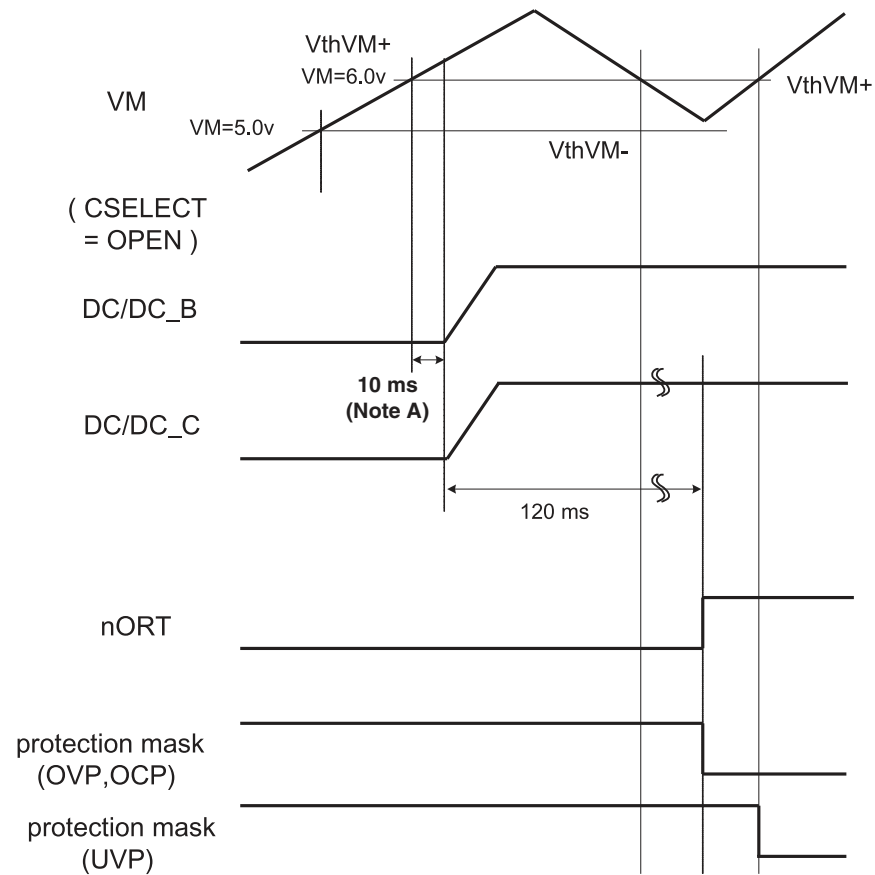 VthVM+
VM=6.0v
VthVM+
VM
VM=5.0v
VthVM-
( CSELECT
= OPEN )
DC/DC_B
10 ms
(Note A)
DC/DC_C
120 ms
nORT
protection mask
(OVP,OCP)
protection mask
(UVP)